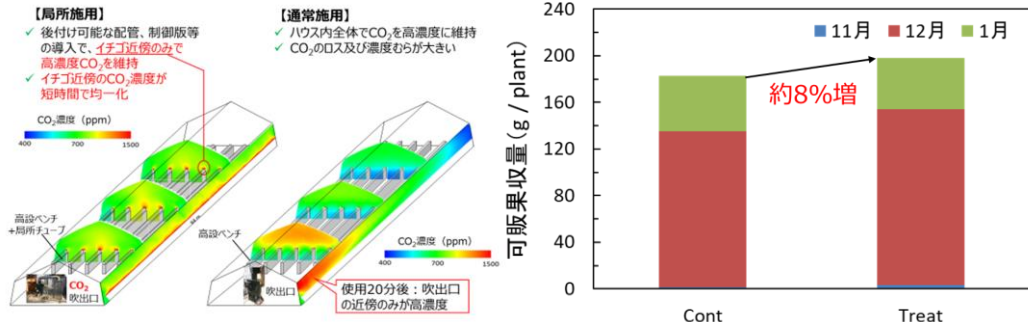 【局所施用】
✓ 後付け可能な配管、制御版等
の導入で、イチゴ近傍のみで
高濃度CO₂を維持
✓ イチゴ近傍のCO₂濃度が
短時間で均一化
CO₂濃度(ppm)
400 700 1500
高設ベンチ
+局所チューブ
CO₂
吹出口
【通常施用】
✓ ハウス内全体でCO₂を高濃度に維持
✓ CO₂のロス及び濃度むらが大きい
高設ベンチ
吹出口
CO₂濃度(ppm)
400 700 1500
使用20分後：吹出口
の近傍のみが高濃度
可販果収量(g / plant)
240
200
160
120
80
40
0
11月 12月 1月
約8%増
Cont Treat